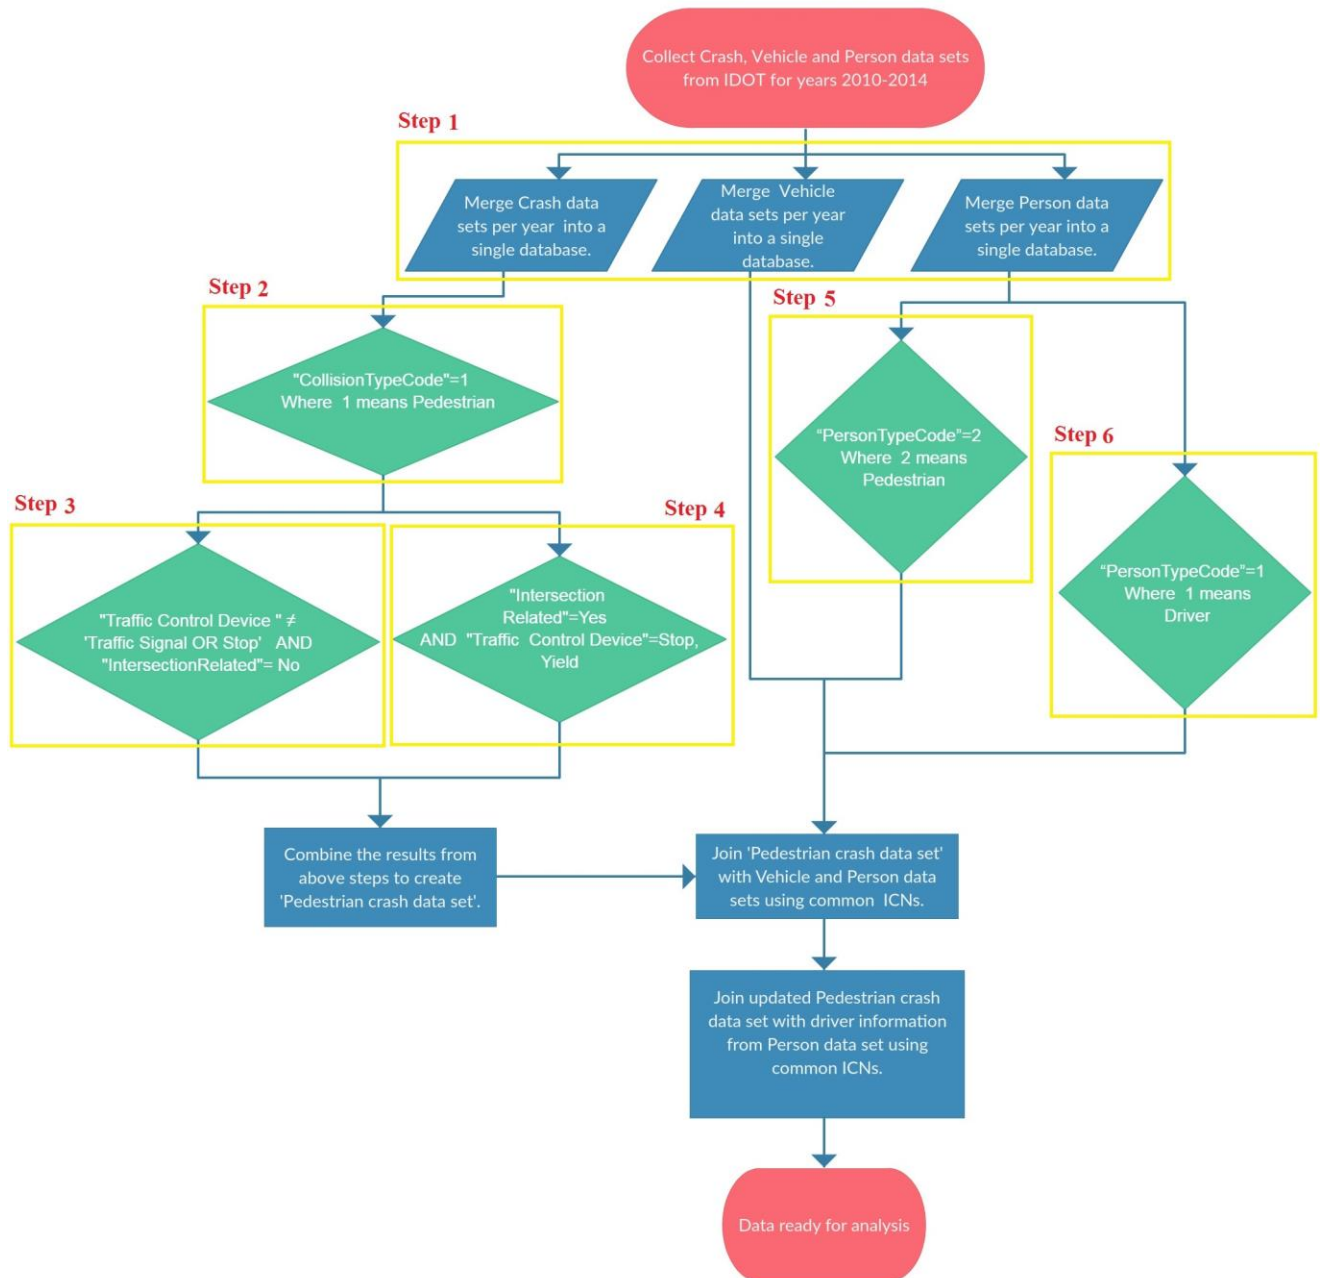 Collect Crash, Vehicle and Person data sets
from IDOT for years 2010-2014
Step 1
Merge Crash data
sets per year into a
single database.
Merge Vehicle
data sets per year
into a single
database.
Merge Person data
sets per year into a
single database.
Step 2
"CollisionTypeCode"=1
Where 1 means Pedestrian
Step 5
“PersonTypeCode”=2
Where 2 means
Pedestrian
Step 6
“PersonTypeCode”=1
Where 1 means
Driver
Step 3
"Traffic Control Device " ≠
'Traffic Signal OR Stop' AND
"IntersectionRelated"= No
Step 4
"Intersection
Related"=Yes
AND "Traffic Control Device"=Stop,
Yield
Combine the results from
above steps to create
'Pedestrian crash data set'.
Join 'Pedestrian crash data set'
with Vehicle and Person data
sets using common ICNs.
Join updated Pedestrian crash
data set with driver information
from Person data set using
common ICNs.
Data ready for analysis